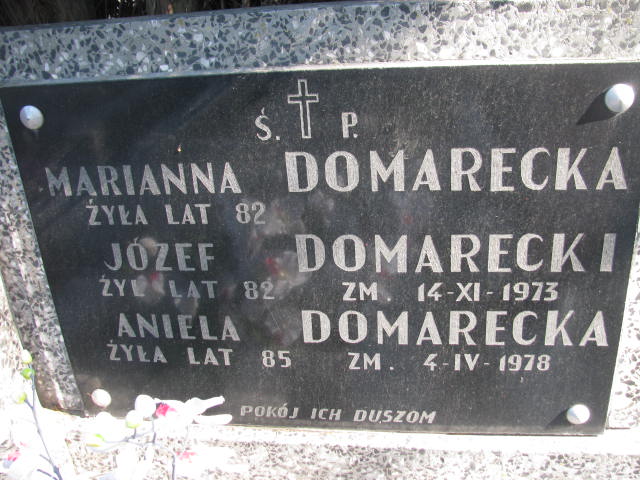 Ś. P.
MARIANNA DOMARECKA
ŻYŁA LAT 82
JÓZEF DOMARECKI
ŻYŁ LAT 82 ZM. 14-XI-1973
ANIELA DOMARECKA
ŻYŁA LAT 85 ZM. 4-IV-1978
POKÓJ ICH DUSZOM